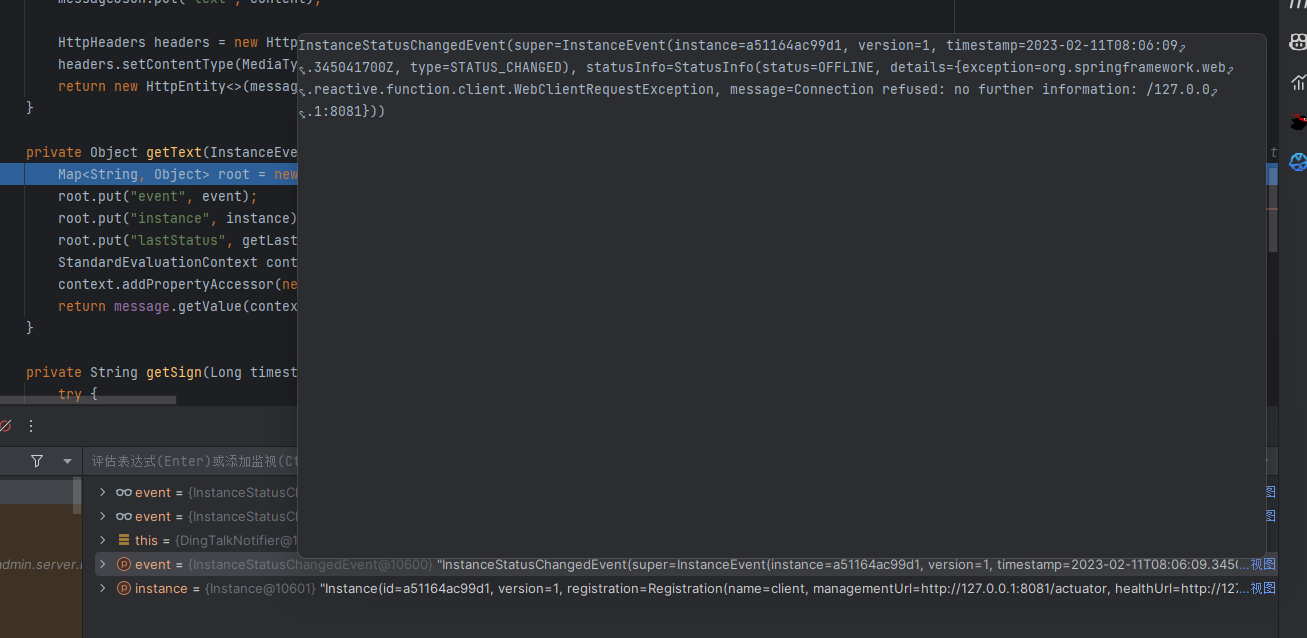 messageJson.put("text", content);
HttpHeaders headers = new Http
headers.setContentType(MediaTy
return new HttpEntity<>(messag
}
private Object getText(InstanceEve
Map<String, Object> root = new
root.put("event", event);
root.put("instance", instance)
root.put("lastStatus", getLast
StandardEvaluationContext cont
context.addPropertyAccessor(ne
return message.getValue(contex
}
private String getSign(Long timest
try {
InstanceStatusChangedEvent(super=InstanceEvent(instance=a51164ac99d1, version=1, timestamp=2023-02-11T08:06:09
.345041700Z, type=STATUS_CHANGED), statusInfo=StatusInfo(status=OFFLINE, details={exception=org.springframework.web
.reactive.function.client.WebClientRequestException, message=Connection refused: no further information: /127.0.0
.1:8081}))
t
评估表达式(Enter)或添加监视(Ct
event = {InstanceStatusCh
图
event = {InstanceStatusCh
图
this = {DingTalkNotifier@1
dmin.server.
event = {InstanceStatusChangedEvent@10600} "InstanceStatusChangedEvent(super=InstanceEvent(instance=a51164ac99d1, version=1, timestamp=2023-02-11T08:06:09.345(... 视图
instance = {Instance@10601} "Instance(id=a51164ac99d1, version=1, registration=Registration(name=client, managementUrl=http://127.0.0.1:8081/actuator, healthUrl=http://127... 视图